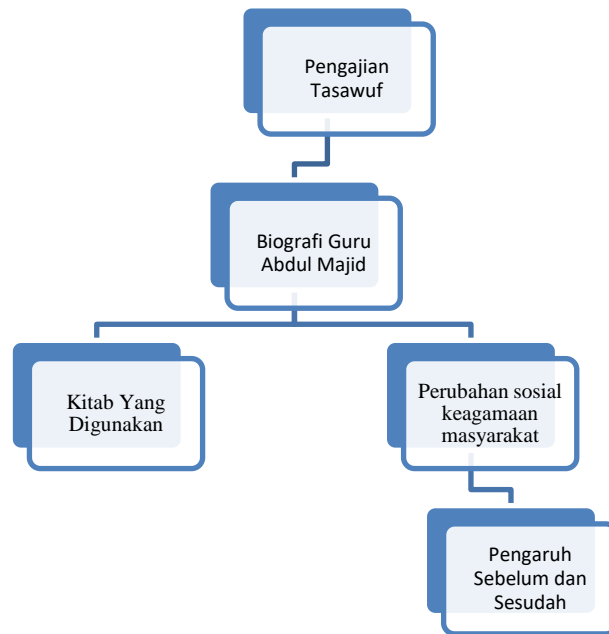 Pengajian
Tasawuf
Biografi Guru
Abdul Majid
Kitab Yang
Digunakan
Perubahan sosial
keagamaan
masyarakat
Pengaruh
Sebelum dan
Sesudah